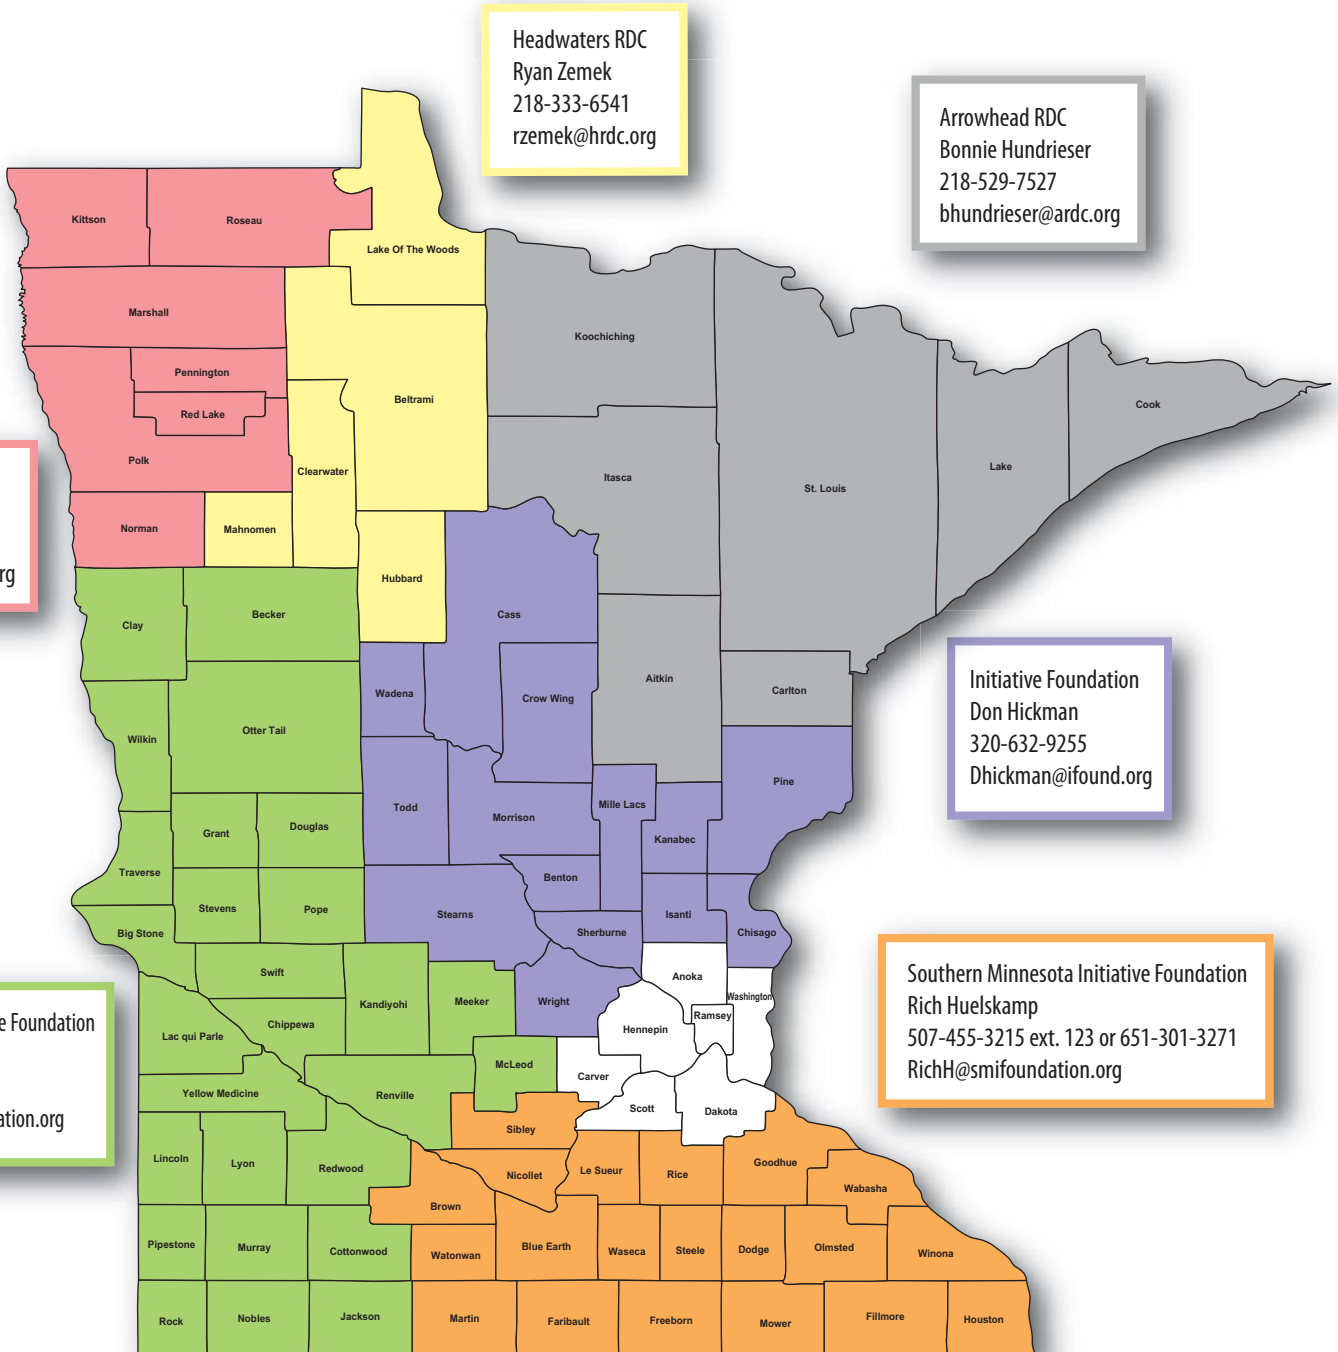 Headwaters RDC
Ryan Zemek
218-333-6541
rzemek@hrdc.org
Arrowhead RDC
Bonnie Hundrieser
218-529-7527
bhundrieser@ardc.org
Kittson
Roseau
Lake Of The Woods
Marshall
Koochiching
Pennington
Beltrami
Cook
Red Lake
Polk
Clearwater
Itasca
Lake
St. Louis
Norman
Mahnomen
rg
Hubbard
Cass
Becker
Clay
Initiative Foundation
Don Hickman
320-632-9255
Dhickman@ifound.org
Wadena
Crow Wing
Aitkin
Carlton
Otter Tail
Wilkin
Pine
Todd
Mille Lacs
Morrison
Grant
Douglas
Kanabec
Traverse
Benton
Stevens
Pope
Stearns
Isanti
Big Stone
Sherburne
Chisago
Southern Minnesota Initiative Foundation
Rich Huelskamp
507-455-3215 ext. 123 or 651-301-3271
RichH@smifoundation.org
Swift
Anoka
Washington
Kandiyohi
Meeker
Wright
Ramsey
e Foundation
ation.org
Chippewa
Hennepin
Lac qui Parle
McLeod
Carver
Yellow Medicine
Renville
Scott
Dakota
Sibley
Lincoln
Lyon
Redwood
Nicollet
Le Sueur
Rice
Goodhue
Wabasha
Brown
Pipestone
Murray
Cottonwood
Watonwan
Blue Earth
Waseca
Steele
Dodge
Olmsted
Winona
Rock
Nobles
Jackson
Martin
Faribault
Freeborn
Mower
Fillmore
Houston